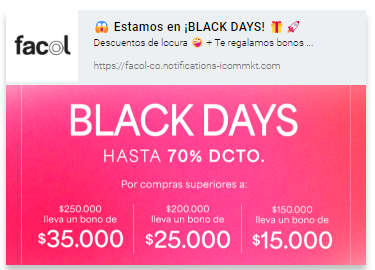 facol
😱 Estamos en ¡BLACK DAYS! 🎁 🚀
Descuentos de locura 🤪 + Te regalamos bonos ...
https://facol-co.notifications-icommkt.com
BLACK DAYS
HASTA 70% DCTO.
Por compras superiores a:
$250.000
lleva un bono de
$35.000
$200.000
lleva un bono de
$25.000
$150.000
lleva un bono de
$15.000